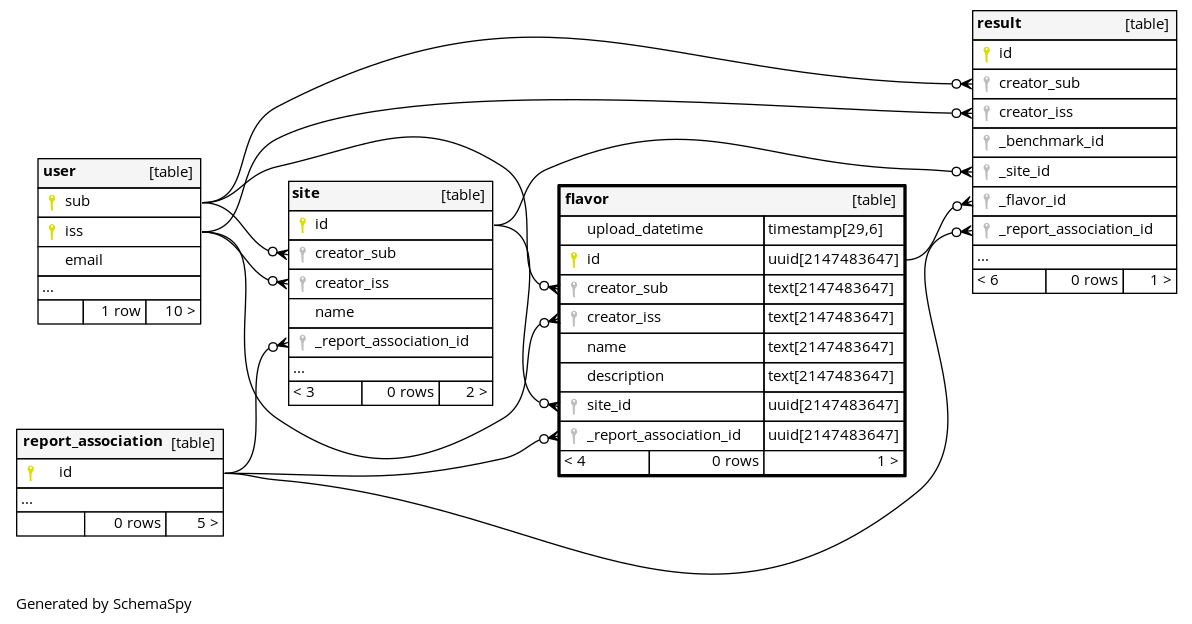 result [table]
id
creator_sub
creator_iss
_benchmark_id
_site_id
_flavor_id
_report_association_id
...
< 6 0 rows 1 >
user [table]
sub
iss
email
...
1 row 10 >
site [table]
id
creator_sub
creator_iss
name
_report_association_id
...
< 3 0 rows 2 >
flavor [table]
upload_datetime timestamp[29,6]
id uuid[2147483647]
creator_sub text[2147483647]
creator_iss text[2147483647]
name text[2147483647]
description text[2147483647]
site_id uuid[2147483647]
_report_association_id uuid[2147483647]
< 4 0 rows 1 >
report_association [table]
id
...
0 rows 5 >
Generated by SchemaSpy